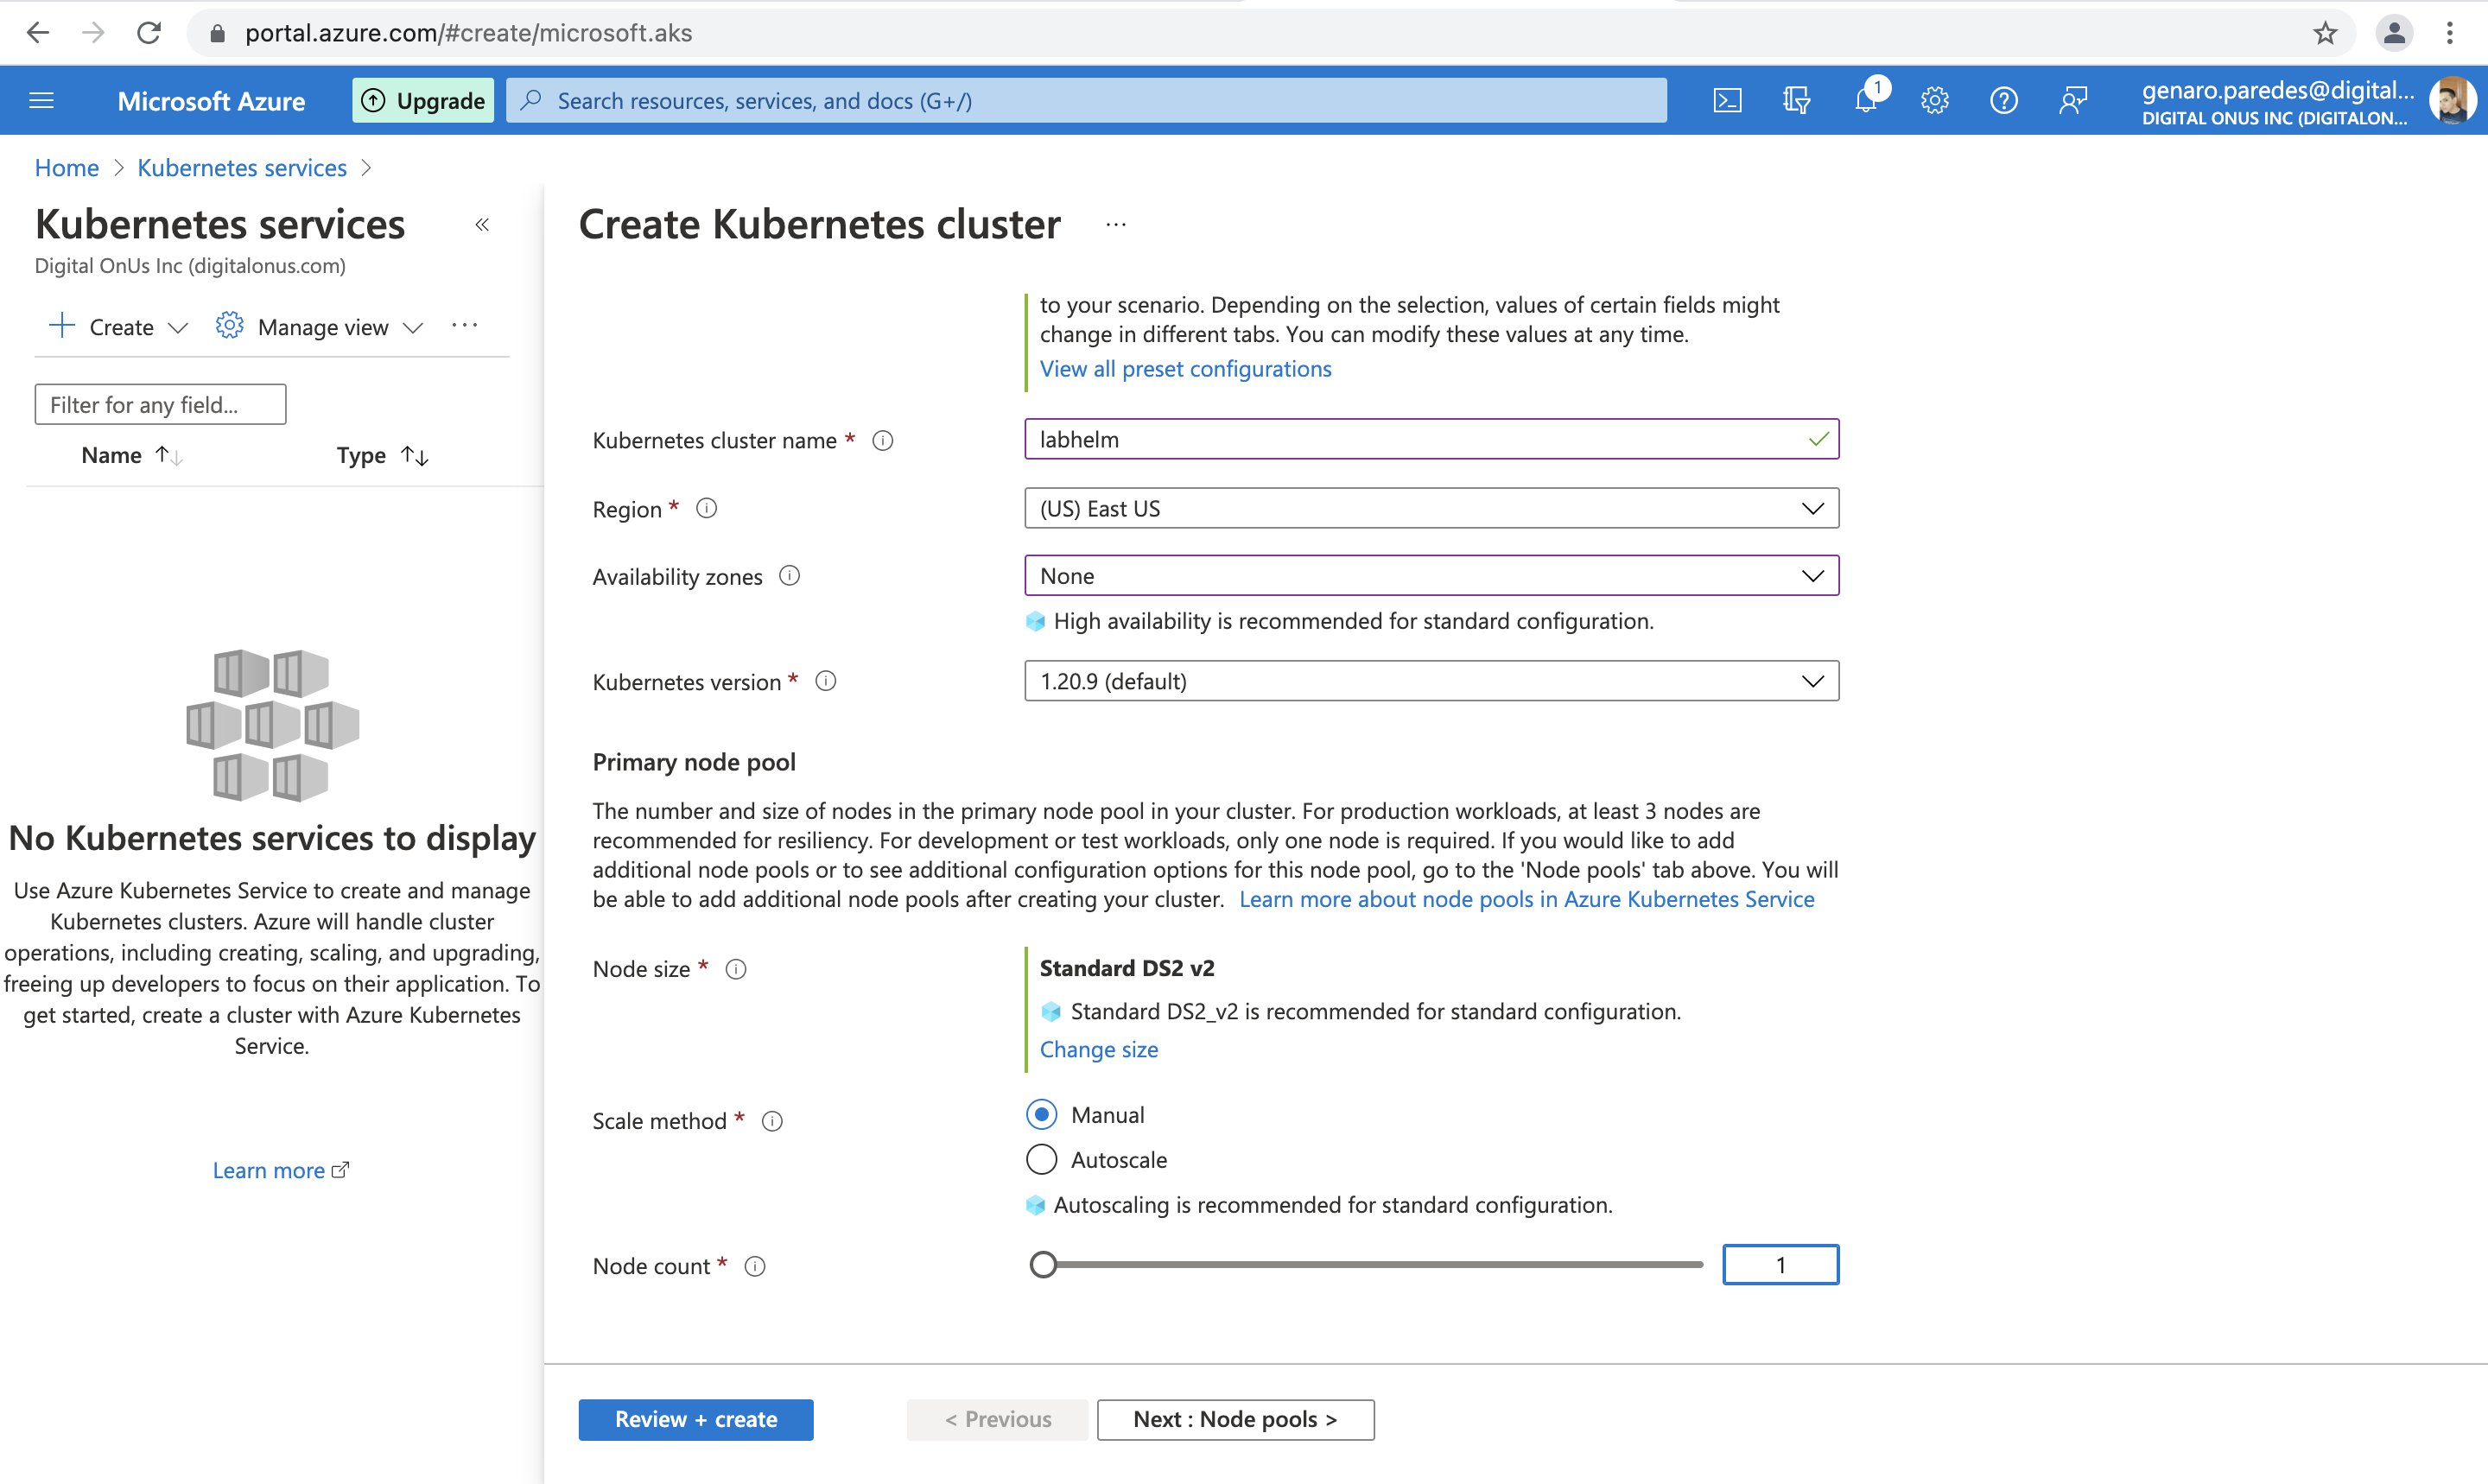 portal.azure.com/#create/microsoft.aks
Microsoft Azure
Upgrade
Search resources, services, and docs (G+/)
1
genaro.paredes@digital...
DIGITAL ONUS INC (DIGITALON...
Home > Kubernetes services >
Kubernetes services
«
Digital OnUs Inc (digitalonus.com)
Create
Manage view
...
Filter for any field...
Name ↑↓
Type ↑↓
No Kubernetes services to display
Use Azure Kubernetes Service to create and manage
Kubernetes clusters. Azure will handle cluster
operations, including creating, scaling, and upgrading,
freeing up developers to focus on their application. To
get started, create a cluster with Azure Kubernetes
Service.
Learn more
Create Kubernetes cluster ...
to your scenario. Depending on the selection, values of certain fields might
change in different tabs. You can modify these values at any time.
View all preset configurations
Kubernetes cluster name *
labhelm
Region *
(US) East US
Availability zones
None
High availability is recommended for standard configuration.
Kubernetes version *
1.20.9 (default)
Primary node pool
The number and size of nodes in the primary node pool in your cluster. For production workloads, at least 3 nodes are
recommended for resiliency. For development or test workloads, only one node is required. If you would like to add
additional node pools or to see additional configuration options for this node pool, go to the 'Node pools' tab above. You will
be able to add additional node pools after creating your cluster. Learn more about node pools in Azure Kubernetes Service
Node size *
Standard DS2 v2
Standard DS2_v2 is recommended for standard configuration.
Change size
Scale method *
Manual
Autoscale
Autoscaling is recommended for standard configuration.
Node count *
1
Review + create
< Previous
Next : Node pools >